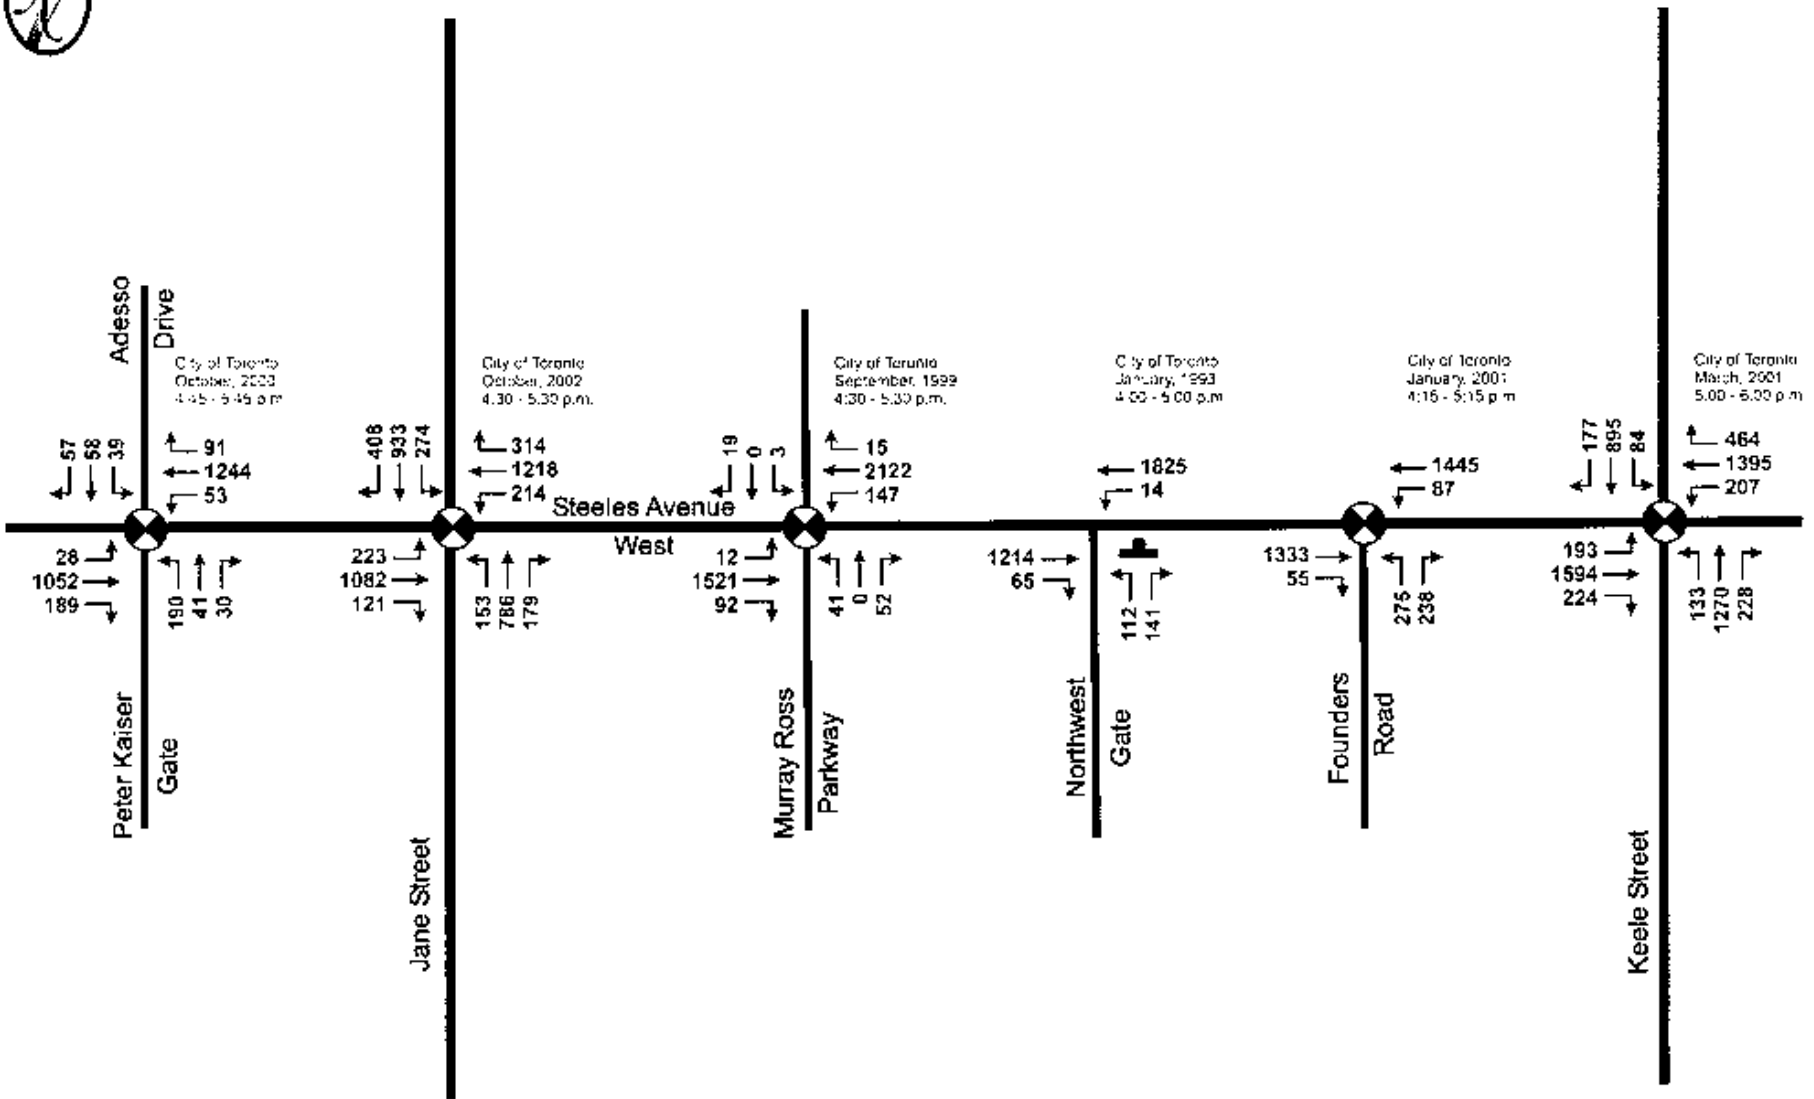 Adesso
Drive
City of Toronto
October,
4:45 - 5:45 p.m.
City of Toronto
October, 2002
4:30 - 5:30 p.m.
City of Toronto
September, 1999
4:30 - 5:30 p.m.
City of Toronto
January, 1993
4:00 - 5:00 p.m.
City of Toronto
January, 2001
4:15 - 5:15 p.m.
City of Toronto
March, 2001
5:00 - 6:00 p.m.
57
58
39
91
1244
53
28
1052
189
190
41
30
408
933
274
314
1218
214
223
1082
121
153
786
179
Steeles Avenue
West
19
0
3
15
2122
147
12
1521
92
41
0
52
1825
14
1214
65
112
141
1445
87
1333
55
275
238
177
895
84
464
1395
207
193
1594
224
133
1270
228
Peter Kaiser
Gate
Jane Street
Murray Ross
Parkway
Northwest
Gate
Founders
Road
Keele Street